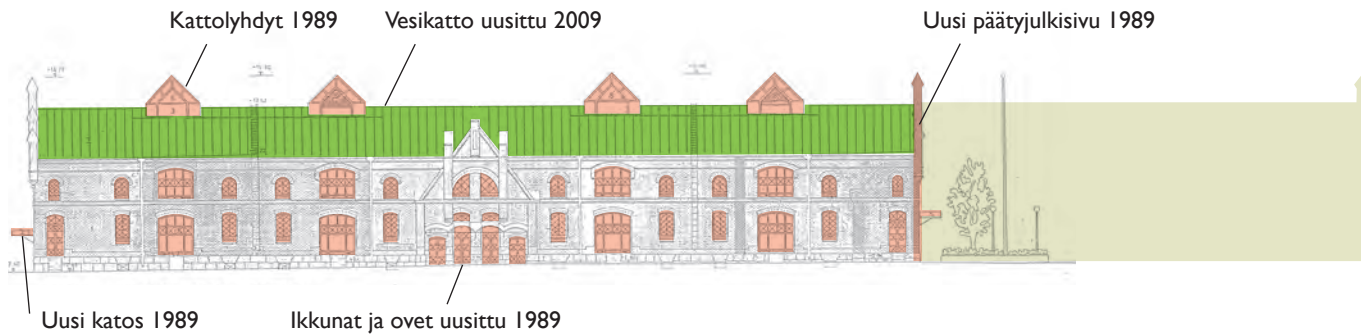 Kattolyhdyt 1989
Vesikatto uusittu 2009
Uusi päätyjulkisivu 1989
Uusi katos 1989
Ikkunat ja ovet uusittu 1989